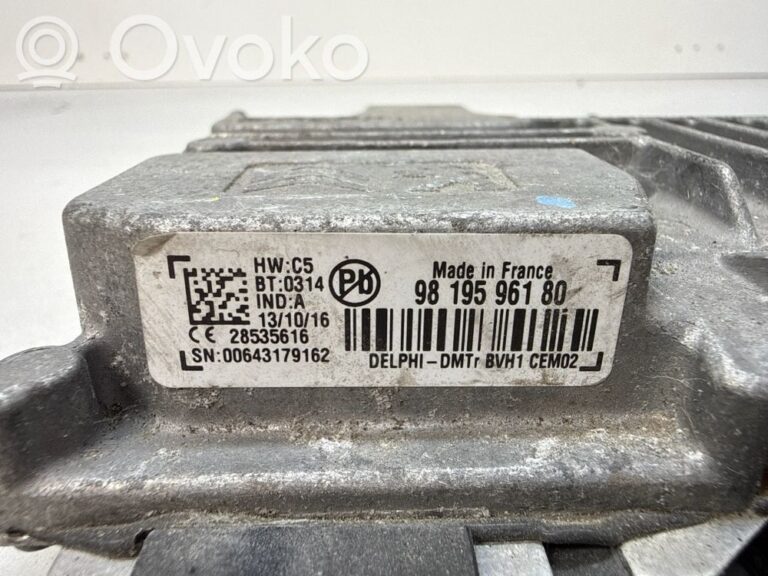 Ovoko®
HW:C5
BT:0314
IND:A
13/10/16
CE 28535616
SN:00643179162
Pb
Made in France
98 195 961 80
DELPHI-DMTr BVH1 CEM02